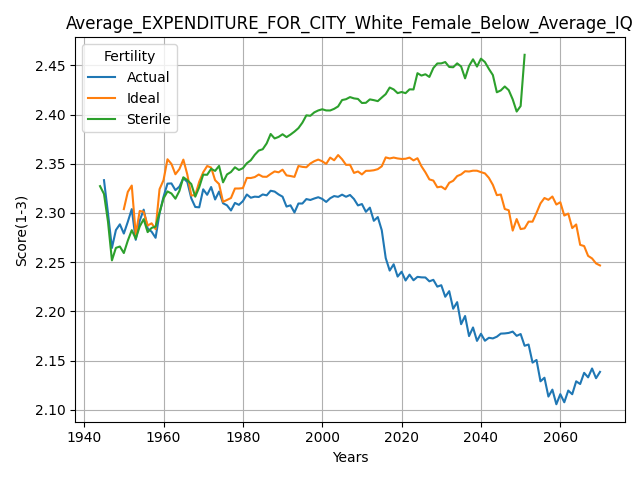 Average_EXPENDITURE_FOR_CITY_White_Female_Below_Average_IQ
Fertility
Actual
Ideal
Sterile
2.45
2.40
2.35
2.30
2.25
2.20
2.15
2.10
Score(1-3)
1940
1960
1980
2000
2020
2040
2060
Years